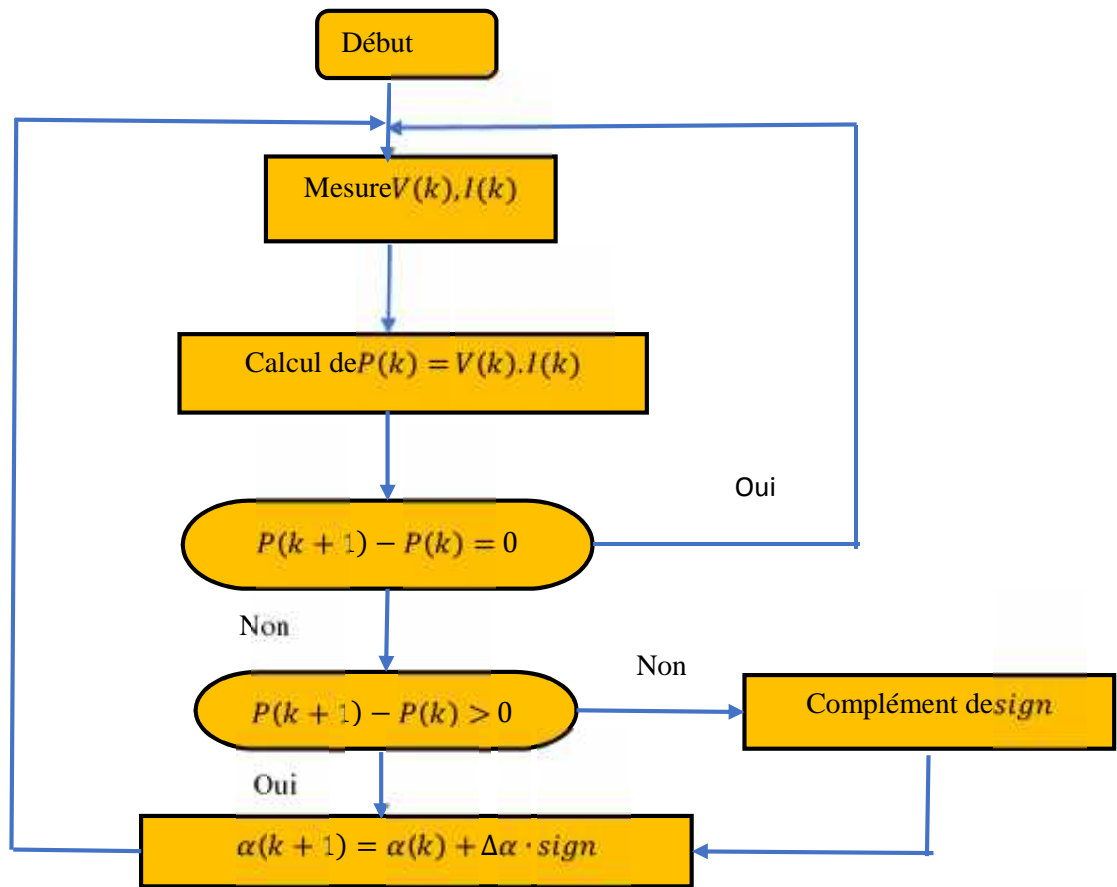 Début
Mesure𝑉(𝑘),𝐼(𝑘)
Calcul de𝑃(𝑘) = 𝑉(𝑘).𝐼(𝑘)
Oui
𝑃(𝑘 + 1) − 𝑃(𝑘) = 0
Non
Non
𝑃(𝑘 + 1) − 𝑃(𝑘) > 0
Complément de𝑠𝑖𝑔𝑛
Oui
𝛼(𝑘 + 1) = 𝛼(𝑘) + Δ𝛼 · 𝑠𝑖𝑔𝑛